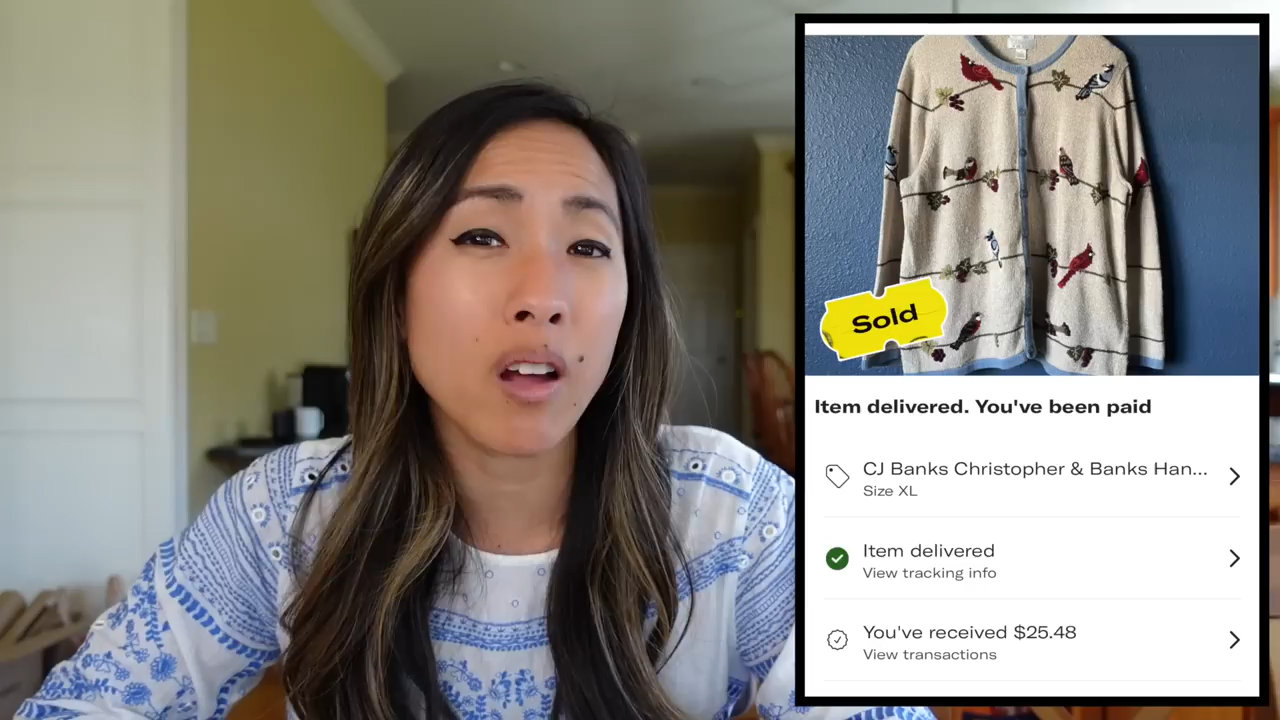 Sold
Item delivered. You've been paid
CJ Banks Christopher & Banks Han...
Size XL
Item delivered
View tracking info
You've received $25.48
View transactions